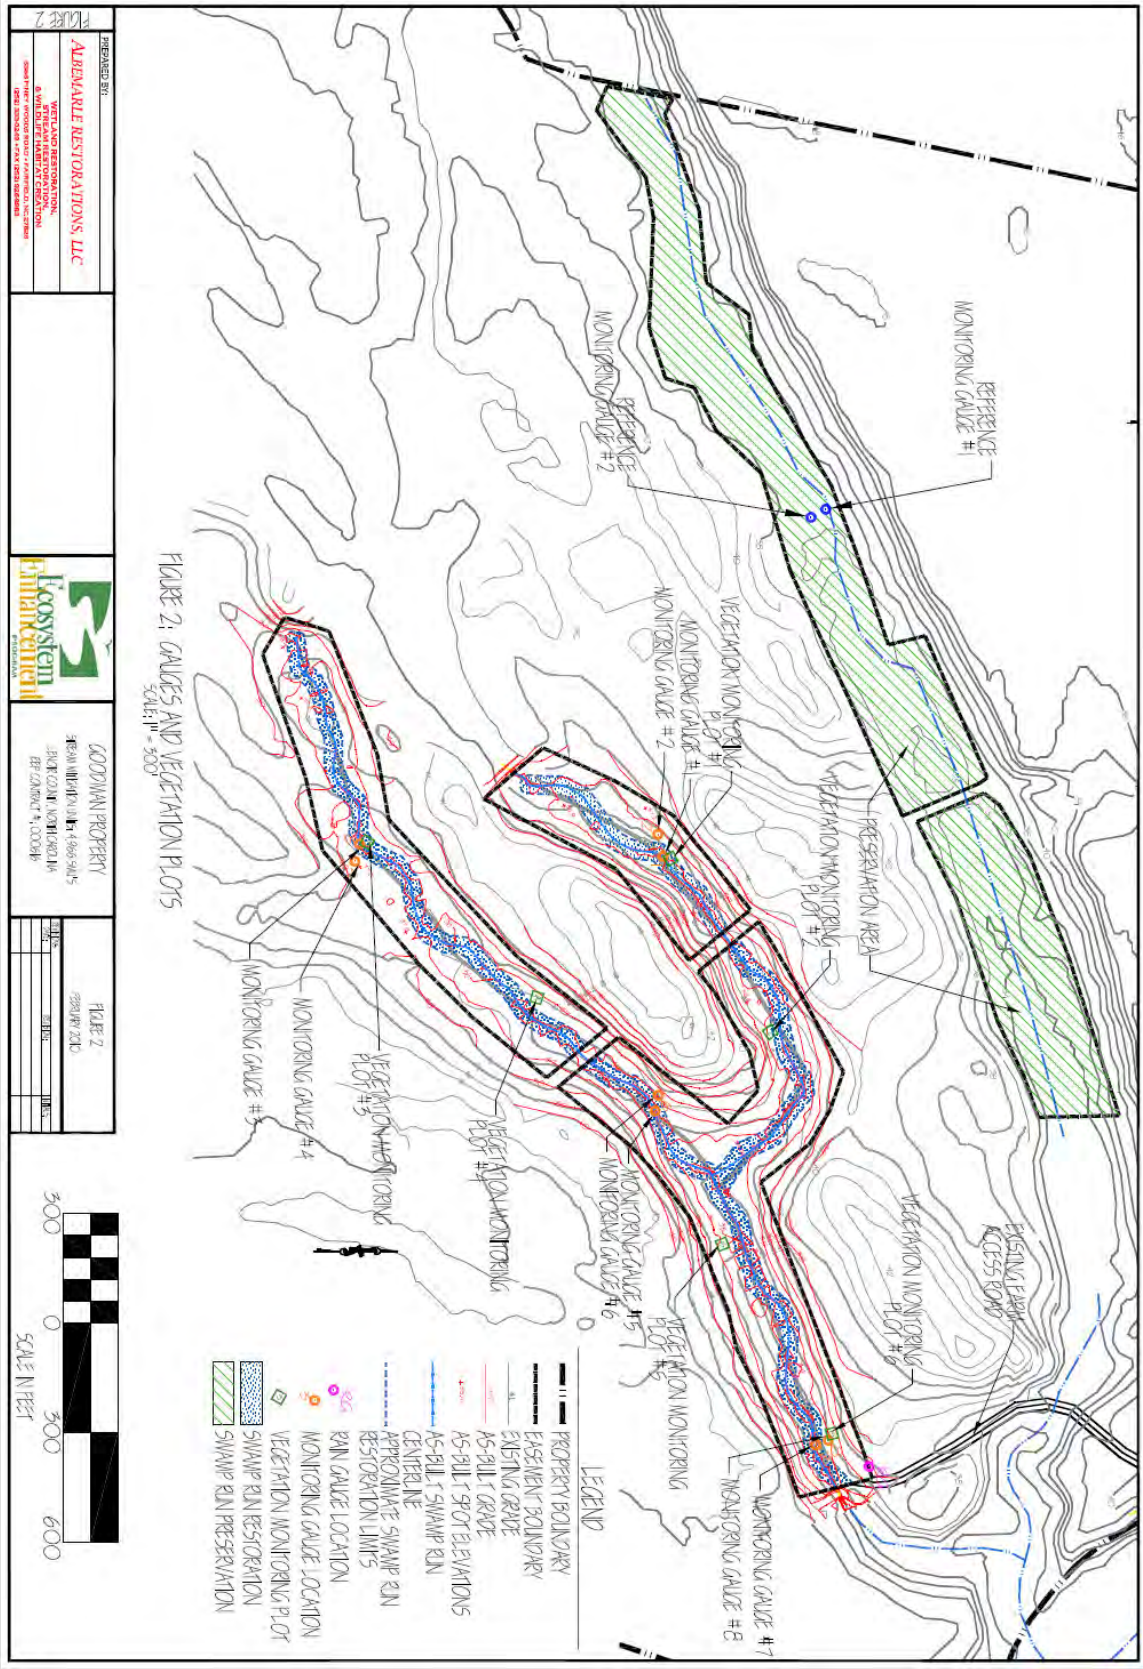 REFERENCE
MONITORING GAUGE #1
REFERENCE
MONITORING GAUGE #2
VEGETATION MONITORING
PLOT #1
MONITORING GAUGE #1
MONITORING GAUGE #2
PRESERVATION AREA
VEGETATION MONITORING
PLOT #2
EXISTING FARM
ACCESS ROAD
VEGETATION MONITORING
PLOT #6
MONITORING GAUGE #3
MONITORING GAUGE #4
VEGETATION MONITORING
PLOT #3
VEGETATION MONITORING
PLOT #4
MONITORING GAUGE #5
MONITORING GAUGE #6
VEGETATION MONITORING
PLOT #5
MONITORING GAUGE #7
MONITORING GAUGE #8
FIGURE 2: GAUGES AND VEGETATION PLOTS
SCALE: 1" = 300'
LEGEND
PROPERTY BOUNDARY
EASEMENT BOUNDARY
EXISTING GRADE
AS-BUILT GRADE
AS-BUILT SPOT ELEVATIONS
AS-BUILT SWAMP RUN
CENTERLINE
APPROXIMATE SWAMP RUN
RESTORATION LIMITS
RAIN GAUGE LOCATION
MONITORING GAUGE LOCATION
VEGETATION MONITORING PLOT
SWAMP RUN RESTORATION
SWAMP RUN PRESERVATION
FIGURE 2
PREPARED BY:
ALBEMARLE RESTORATIONS, LLC
WETLAND RESTORATION,
STREAM RESTORATION,
& WILDLIFE HABITAT CREATION
Ecosystem
Enhancement
PROGRAM
GOODMAN PROPERTY
FIGURE 2
FEBRUARY 2010
300 0 300 600
SCALE IN FEET